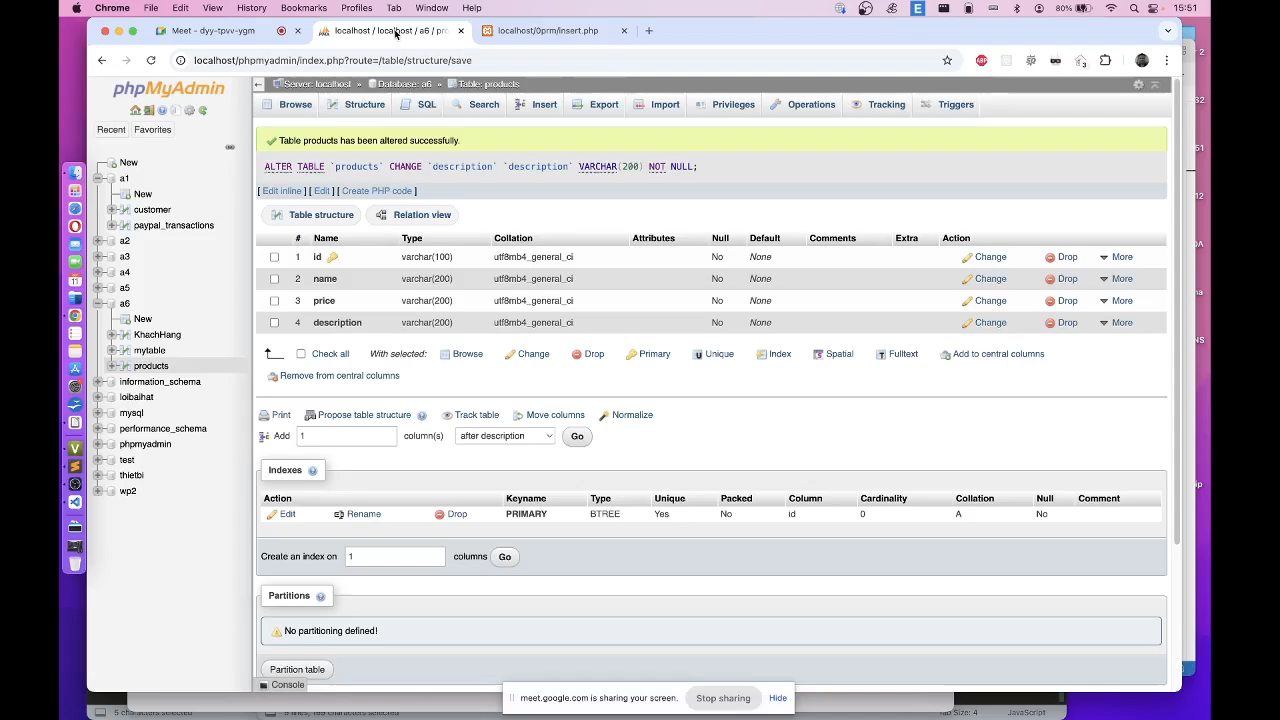 Chrome File Edit View History Bookmarks Profiles Tab Window Help 80% 15:51
Meet - dyy-tpvv-ygm localhost / localhost / a6 / pro localhost/0prm/insert.php
localhost/phpmyadmin/index.php?route=/table/structure/save
phpMyAdmin
Server: localhost » Database: a6 » Table: products
Browse Structure SQL Search Insert Export Import Privileges Operations Tracking Triggers
Recent Favorites
New
a1
New
customer
paypal_transactions
a2
a3
a4
a5
a6
New
KhachHang
mytable
products
information_schema
loibaihat
mysql
performance_schema
phpmyadmin
test
thietbi
wp2
Table products has been altered successfully.
ALTER TABLE `products` CHANGE `description` `description` VARCHAR(200) NOT NULL;
[ Edit inline ] [ Edit ] [ Create PHP code ]
Table structure Relation view
# Name Type Collation Attributes Null Default Comments Extra Action
1 id varchar(100) utf8mb4_general_ci No None Change Drop More
2 name varchar(200) utf8mb4_general_ci No None Change Drop More
3 price varchar(200) utf8mb4_general_ci No None Change Drop More
4 description varchar(200) utf8mb4_general_ci No None Change Drop More
Check all With selected: Browse Change Drop Primary Unique Index Spatial Fulltext Add to central columns
Remove from central columns
Print Propose table structure Track table Move columns Normalize
Add 1 column(s) after description Go
Indexes
Action Keyname Type Unique Packed Column Cardinality Collation Null Comment
Edit Rename Drop PRIMARY BTREE Yes No id 0 A No
Create an index on 1 columns Go
Partitions
No partitioning defined!
Partition table
Console
meet.google.com is sharing your screen. Stop sharing Hide
5 characters selected
Tab Size: 4 JavaScript